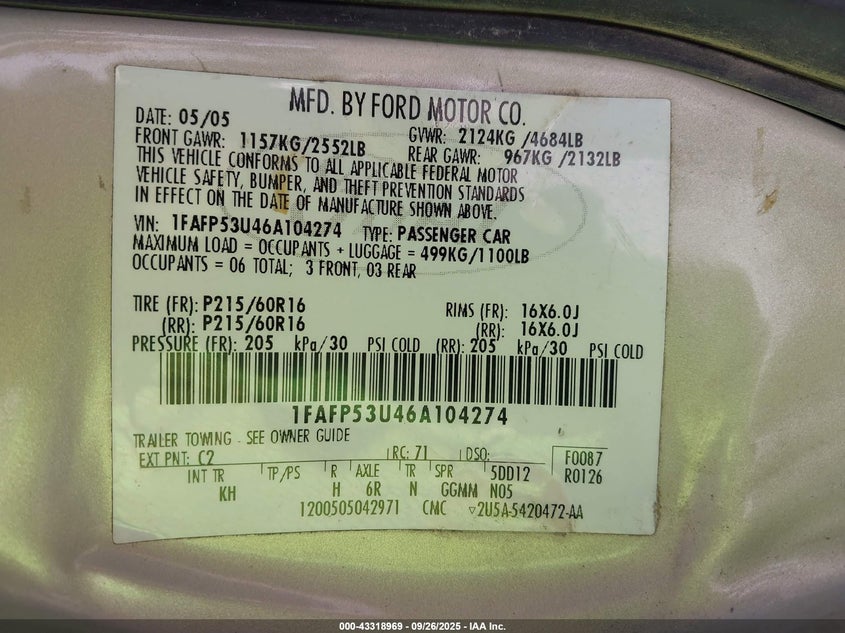 MFD. BY FORD MOTOR CO.
DATE: 05/05 GVWR: 2124KG /4684LB
FRONT GAWR: 1157KG/2552LB REAR GAWR: 967KG /2132LB
THIS VEHICLE CONFORMS TO ALL APPLICABLE FEDERAL MOTOR
VEHICLE SAFETY, BUMPER, AND THEFT PREVENTION STANDARDS
IN EFFECT ON THE DATE OF MANUFACTURE SHOWN ABOVE.
VIN: 1FAFP53U46A104274 TYPE: PASSENGER CAR
MAXIMUM LOAD = OCCUPANTS + LUGGAGE = 499KG/1100LB
OCCUPANTS = 06 TOTAL; 3 FRONT, 03 REAR
TIRE (FR): P215/60R16 RIMS (FR): 16X6.0J
(RR): P215/60R16 (RR): 16X6.0J
PRESSURE (FR): 205 kPa/30 PSI COLD (RR): 205 kPa/30 PSI COLD
1FAFP53U46A104274
TRAILER TOWING - SEE OWNER GUIDE
EXT PNT: C2 RC: 71 DSO: F0087
INT TR TP/PS R AXLE TR SPR 5DD12 R0126
KH H 6R N GGMM N05
1200505042971 CMC ▽2U5A-5420472-AA
000-43318969 - 09/26/2025 - IAA Inc.